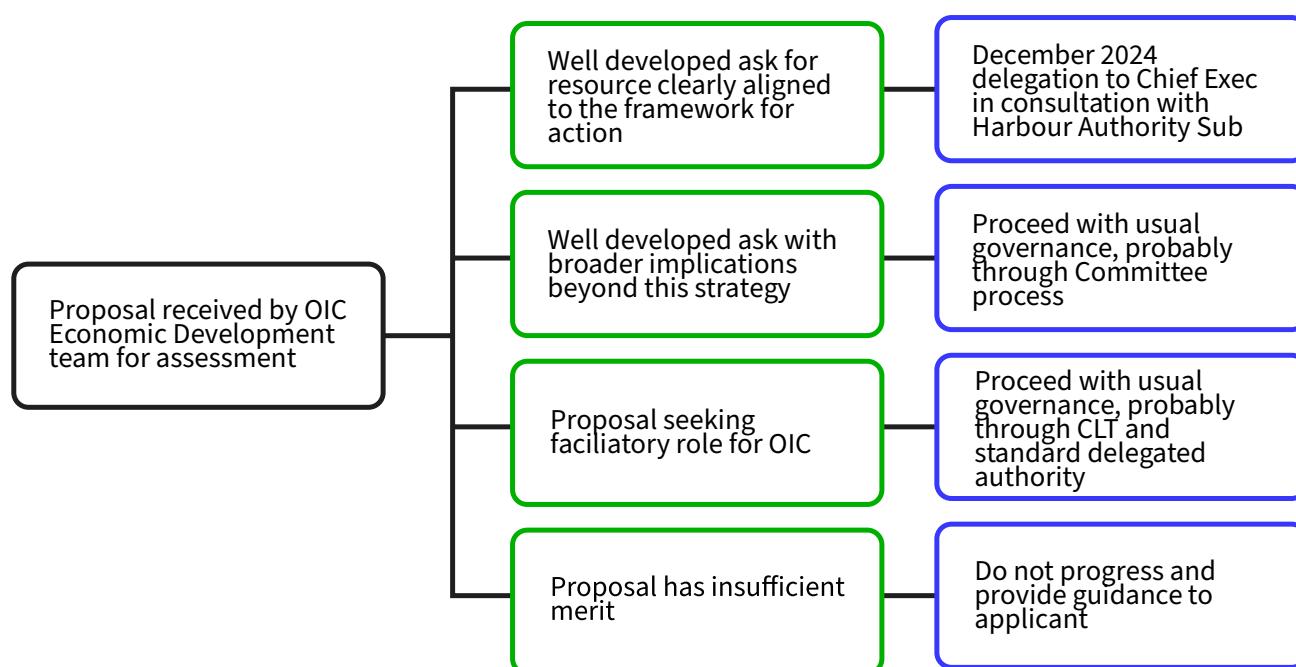 Proposal received by OIC
Economic Development
team for assessment
Well developed ask for
resource clearly aligned
to the framework for
action
December 2024
delegation to Chief Exec
in consultation with
Harbour Authority Sub
Well developed ask with
broader implications
beyond this strategy
Proceed with usual
governance, probably
through Committee
process
Proposal seeking
faciliatory role for OIC
Proceed with usual
governance, probably
through CLT and
standard delegated
authority
Proposal has insufficient
merit
Do not progress and
provide guidance to
applicant